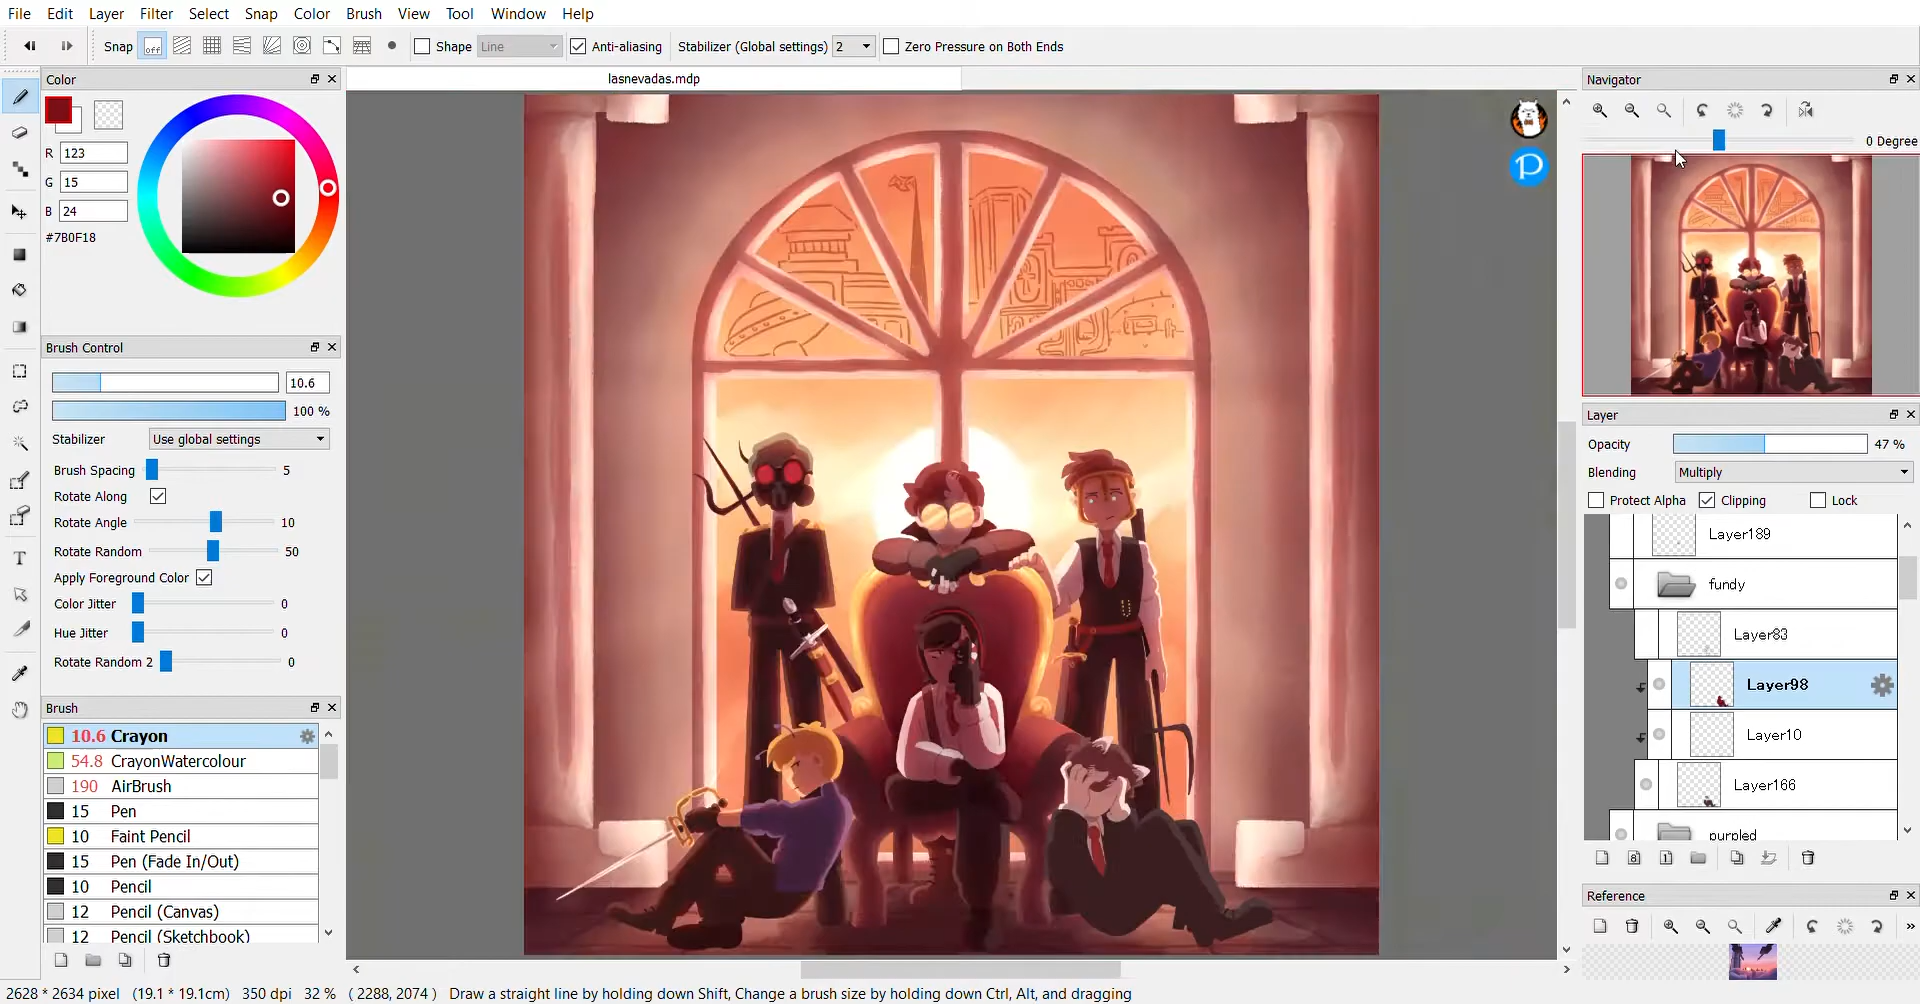 File Edit Layer Filter Select Snap Color Brush View Tool Window Help
Snap off Shape Line Anti-aliasing Stabilizer (Global settings) 2 Zero Pressure on Both Ends
Color
lasnevadas.mdp
Navigator
R 123
G 15
B 24
#7B0F18
0 Degree
Brush Control
10.6
100 %
Stabilizer Use global settings
Brush Spacing 5
Rotate Along
Rotate Angle 10
Rotate Random 50
Apply Foreground Color
Color Jitter 0
Hue Jitter 0
Rotate Random 2 0
Brush
10.6 Crayon
54.8 CrayonWatercolour
190 AirBrush
15 Pen
10 Faint Pencil
15 Pen (Fade In/Out)
10 Pencil
12 Pencil (Canvas)
12 Pencil (Sketchbook)
P
Layer
Opacity 47 %
Blending Multiply
Protect Alpha Clipping Lock
Layer189
fundy
Layer83
Layer98
Layer10
Layer166
purpled
8 1
Reference
T
2628 * 2634 pixel (19.1 * 19.1cm) 350 dpi 32 % ( 2288, 2074 ) Draw a straight line by holding down Shift, Change a brush size by holding down Ctrl, Alt, and dragging